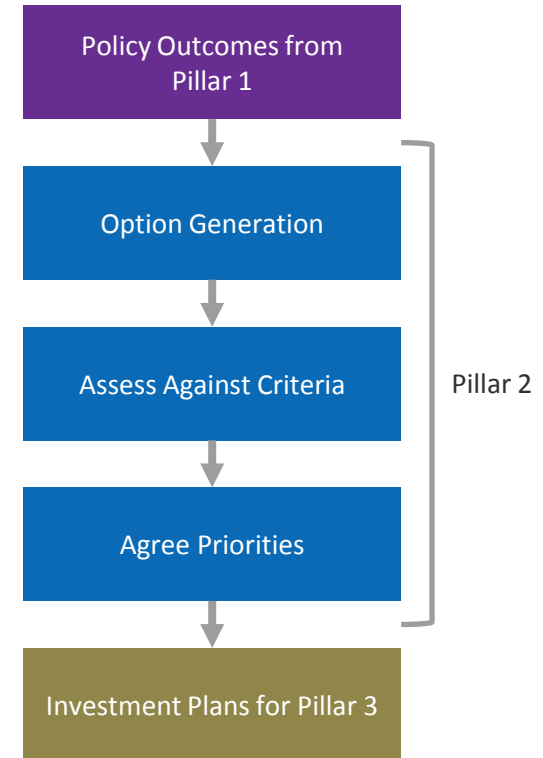 Policy Outcomes from
Pillar 1
Option Generation
Assess Against Criteria
Pillar 2
Agree Priorities
Investment Plans for Pillar 3